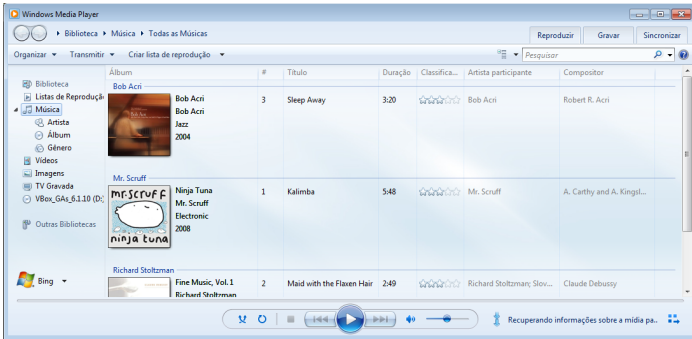 Windows Media Player
Biblioteca ▸ Música ▸ Todas as Músicas
Reproduzir Gravar Sincronizar
Organizar Transmitir Criar lista de reprodução Pesquisar
Álbum # Título Duração Classifica... Artista participante Compositor
Biblioteca
Listas de Reproduçã
Música
Artista
Álbum
Gênero
Vídeos
Imagens
TV Gravada
VBox_GAs_6.1.10 (D:)
Outras Bibliotecas
Bing
Bob Acri
Bob Acri 3 Sleep Away 3:20 Bob Acri Robert R. Acri
Bob Acri
Jazz
2004
Mr. Scruff
mr.scruff
ninja tuna
Ninja Tuna 1 Kalimba 5:48 Mr. Scruff A. Carthy and A. Kingsl...
Mr. Scruff
Electronic
2008
Richard Stoltzman
Fine Music, Vol. 1 2 Maid with the Flaxen Hair 2:49 Richard Stoltzman; Slov... Claude Debussy
Richard Stoltzman
Recuperando informações sobre a mídia pa...